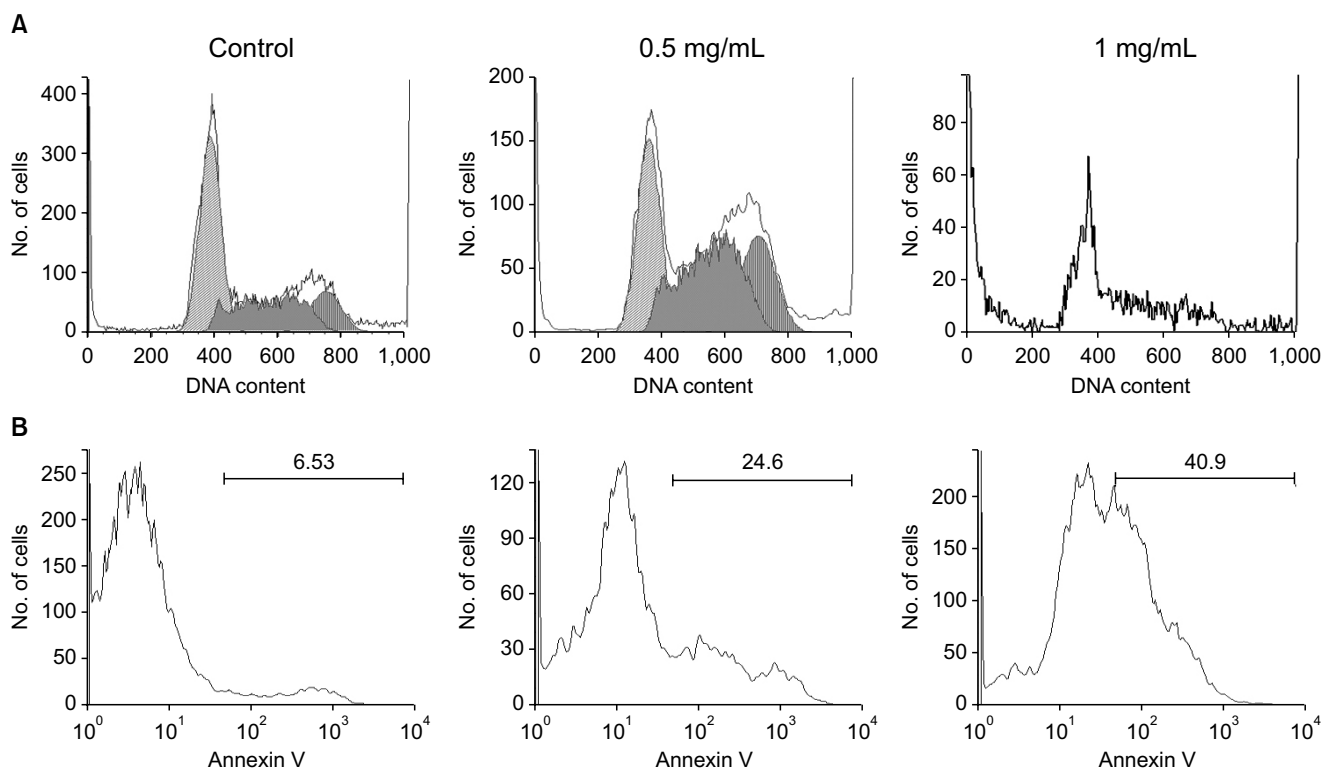 A
Control
0.5 mg/mL
1 mg/mL
No. of cells
400
300
200
100
0
0 200 400 600 800 1,000
DNA content
No. of cells
200
150
100
50
0
0 200 400 600 800 1,000
DNA content
No. of cells
80
60
40
20
0
0 200 400 600 800 1,000
DNA content
B
6.53
No. of cells
250
200
150
100
50
0
10⁰ 10¹ 10² 10³ 10⁴
Annexin V
24.6
No. of cells
120
90
60
30
0
10⁰ 10¹ 10² 10³ 10⁴
Annexin V
40.9
No. of cells
200
150
100
50
0
10⁰ 10¹ 10² 10³ 10⁴
Annexin V